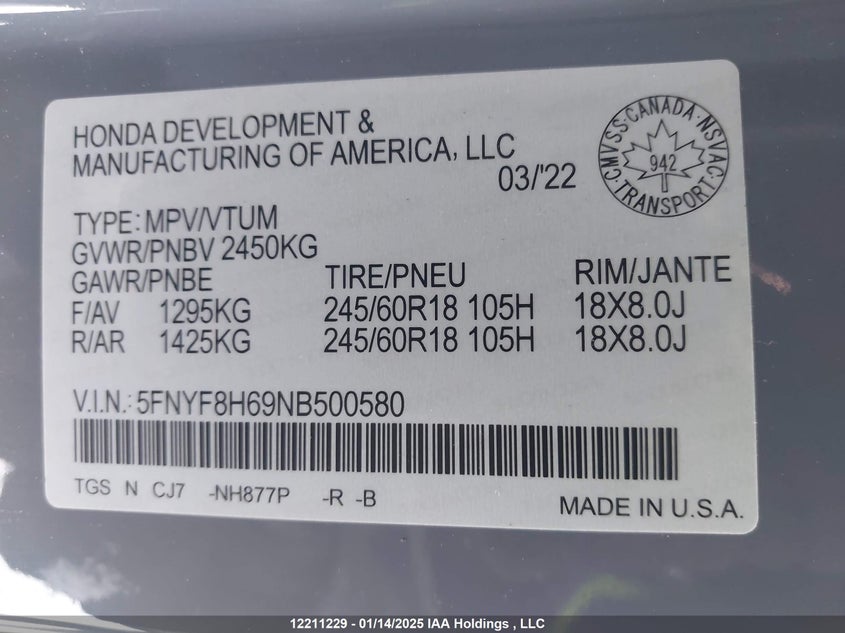 HONDA DEVELOPMENT &
MANUFACTURING OF AMERICA, LLC
03/'22
CMVSS·CANADA·NSVAC
942
TRANSPORT
TYPE: MPV/VTUM
GVWR/PNBV 2450KG
GAWR/PNBE TIRE/PNEU RIM/JANTE
F/AV 1295KG 245/60R18 105H 18X8.0J
R/AR 1425KG 245/60R18 105H 18X8.0J
V.I.N.: 5FNYF8H69NB500580
TGS N CJ7 -NH877P -R -B
MADE IN U.S.A.
12211229 - 01/14/2025 IAA Holdings , LLC